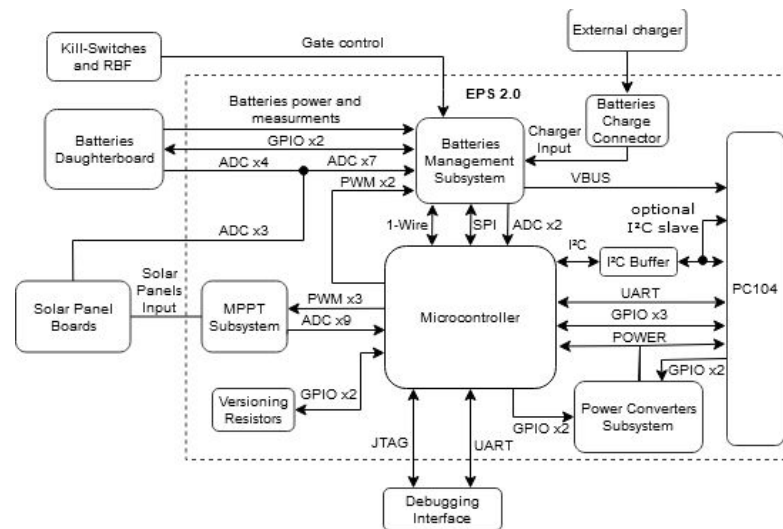 External charger
Kill-Switches
and RBF
Gate control
EPS 2.0
Batteries power and
measurments
Batteries
Charge
Connector
Batteries
Daughterboard
GPIO x2
Batteries
Management
Subsystem
Charger
Input
ADC x4
ADC x7
PWM x2
VBUS
optional
I²C slave
ADC x3
1-Wire
SPI
ADC x2
I²C
I²C Buffer
PC104
Solar
Panels
Input
Solar Panel
Boards
MPPT
Subsystem
PWM x3
ADC x9
Microcontroller
UART
GPIO x3
POWER
GPIO x2
Versioning
Resistors
GPIO x2
GPIO x2
Power Converters
Subsystem
JTAG
UART
Debugging
Interface